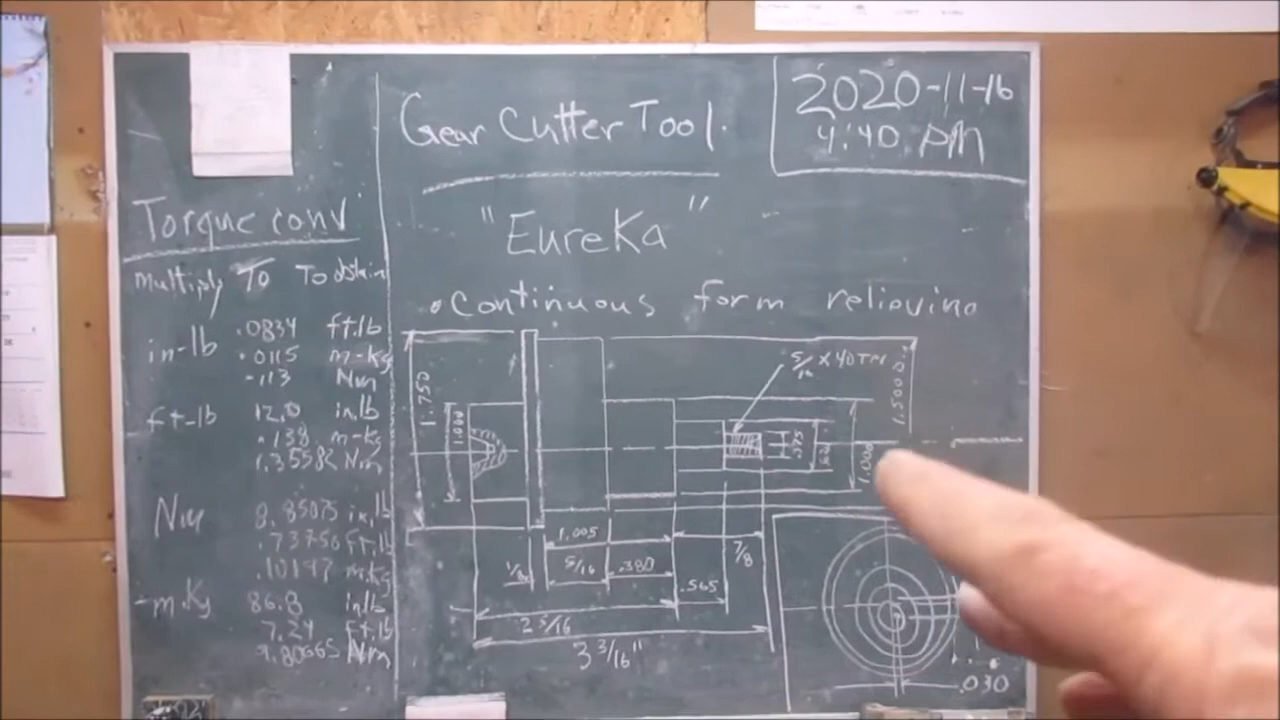 Gear Cutter Tool.
2020-11-16
4:40 PM
"EureKa"
Continuous form relieving
Torque conv
Multiply To To obtain
in-lb .0834 ft.lb
.0115 m-kg
.113 Nm
ft-lb 12.0 in.lb
.138 m-kg
1.3558 Nm
Nm 8.85075 in.lb
.73756 ft.lb
.10197 m.kg
m.Kg 86.8 in.lb
7.24 ft.lb
9.80665 Nm
1.750
1.000
5/16 x 40 TPI
.375
1.000
1.5000
1.005
1/8
5/16
.380
7/8
.565
2 5/16
3 3/16"
.030